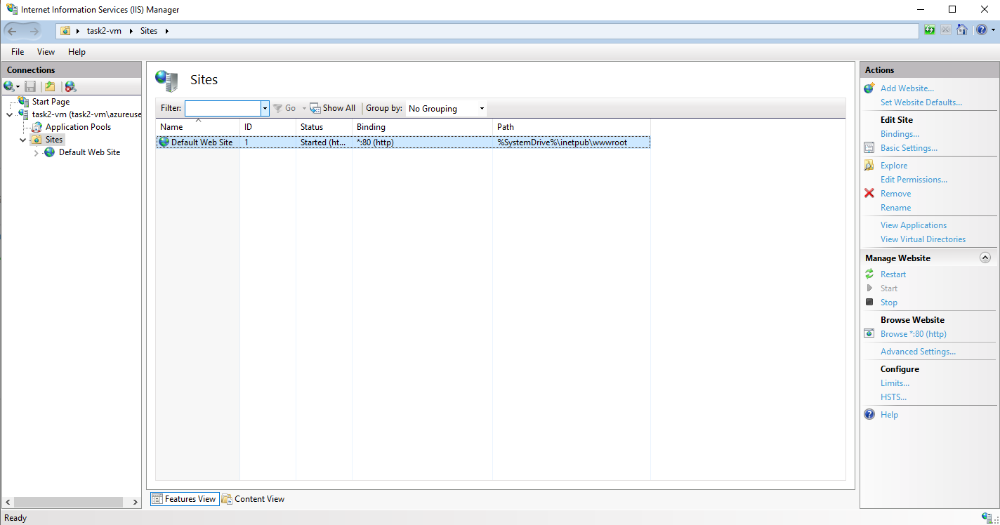 Internet Information Services (IIS) Manager
task2-vm Sites
File View Help
Connections
Start Page
task2-vm (task2-vm\azureuse
Application Pools
Sites
Default Web Site
Sites
Filter: Go Show All Group by: No Grouping
Name ID Status Binding Path
Default Web Site 1 Started (ht... *:80 (http) %SystemDrive%\inetpub\wwwroot
Features View Content View
Actions
Add Website...
Set Website Defaults...
Edit Site
Bindings...
Basic Settings...
Explore
Edit Permissions...
Remove
Rename
View Applications
View Virtual Directories
Manage Website
Restart
Start
Stop
Browse Website
Browse *:80 (http)
Advanced Settings...
Configure
Limits...
HSTS...
Help
Ready